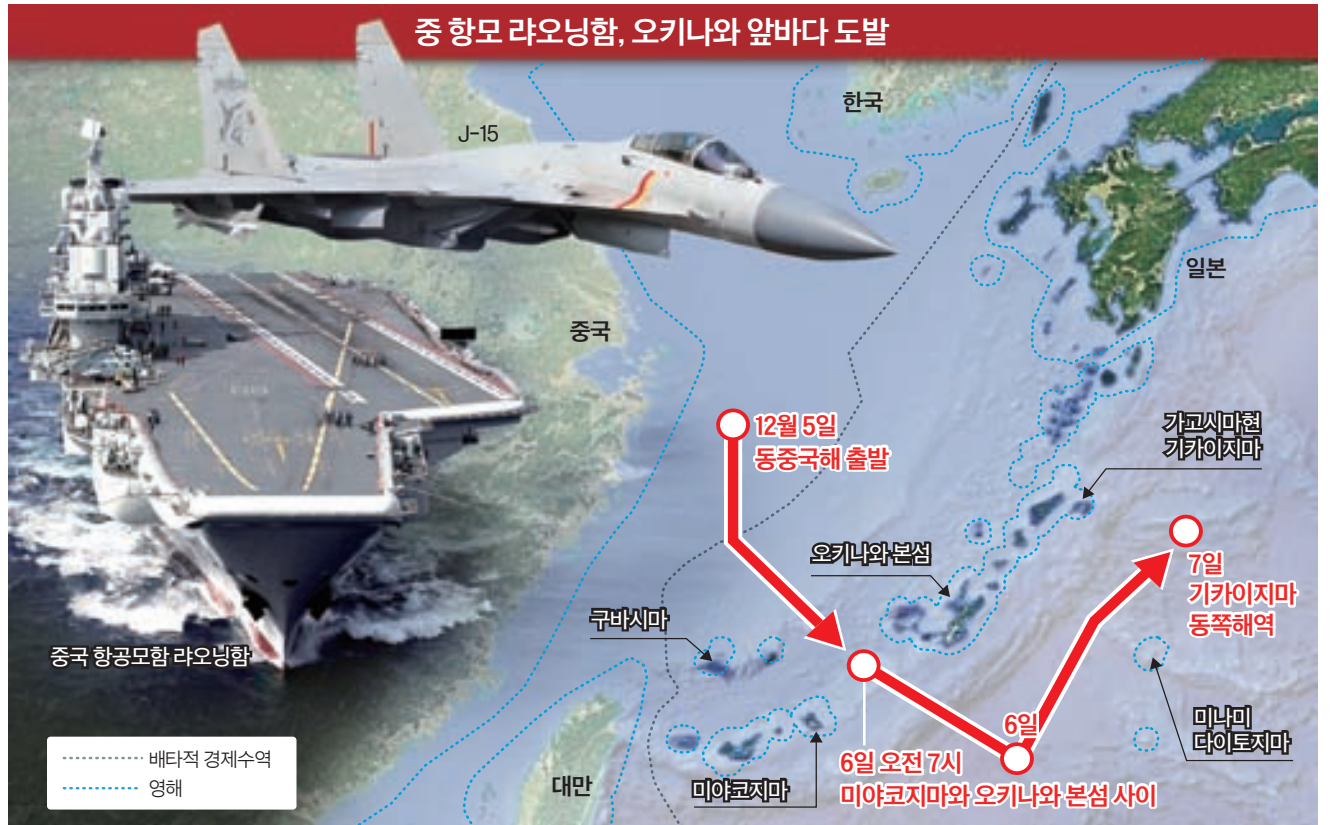 중 항모 랴오닝함, 오키나와 앞바다 도발
한국
J-15
일본
중국
12월 5일
동중국해 출발
가고시마현
기카이지마
오키나와 본섬
7일
기카이지마
동쪽해역
구바시마
중국 항공모함 랴오닝함
미나미
다이토지마
6일
배타적 경제수역
영해
대만
미야코지마
6일 오전 7시
미야코지마와 오키나와 본섬 사이